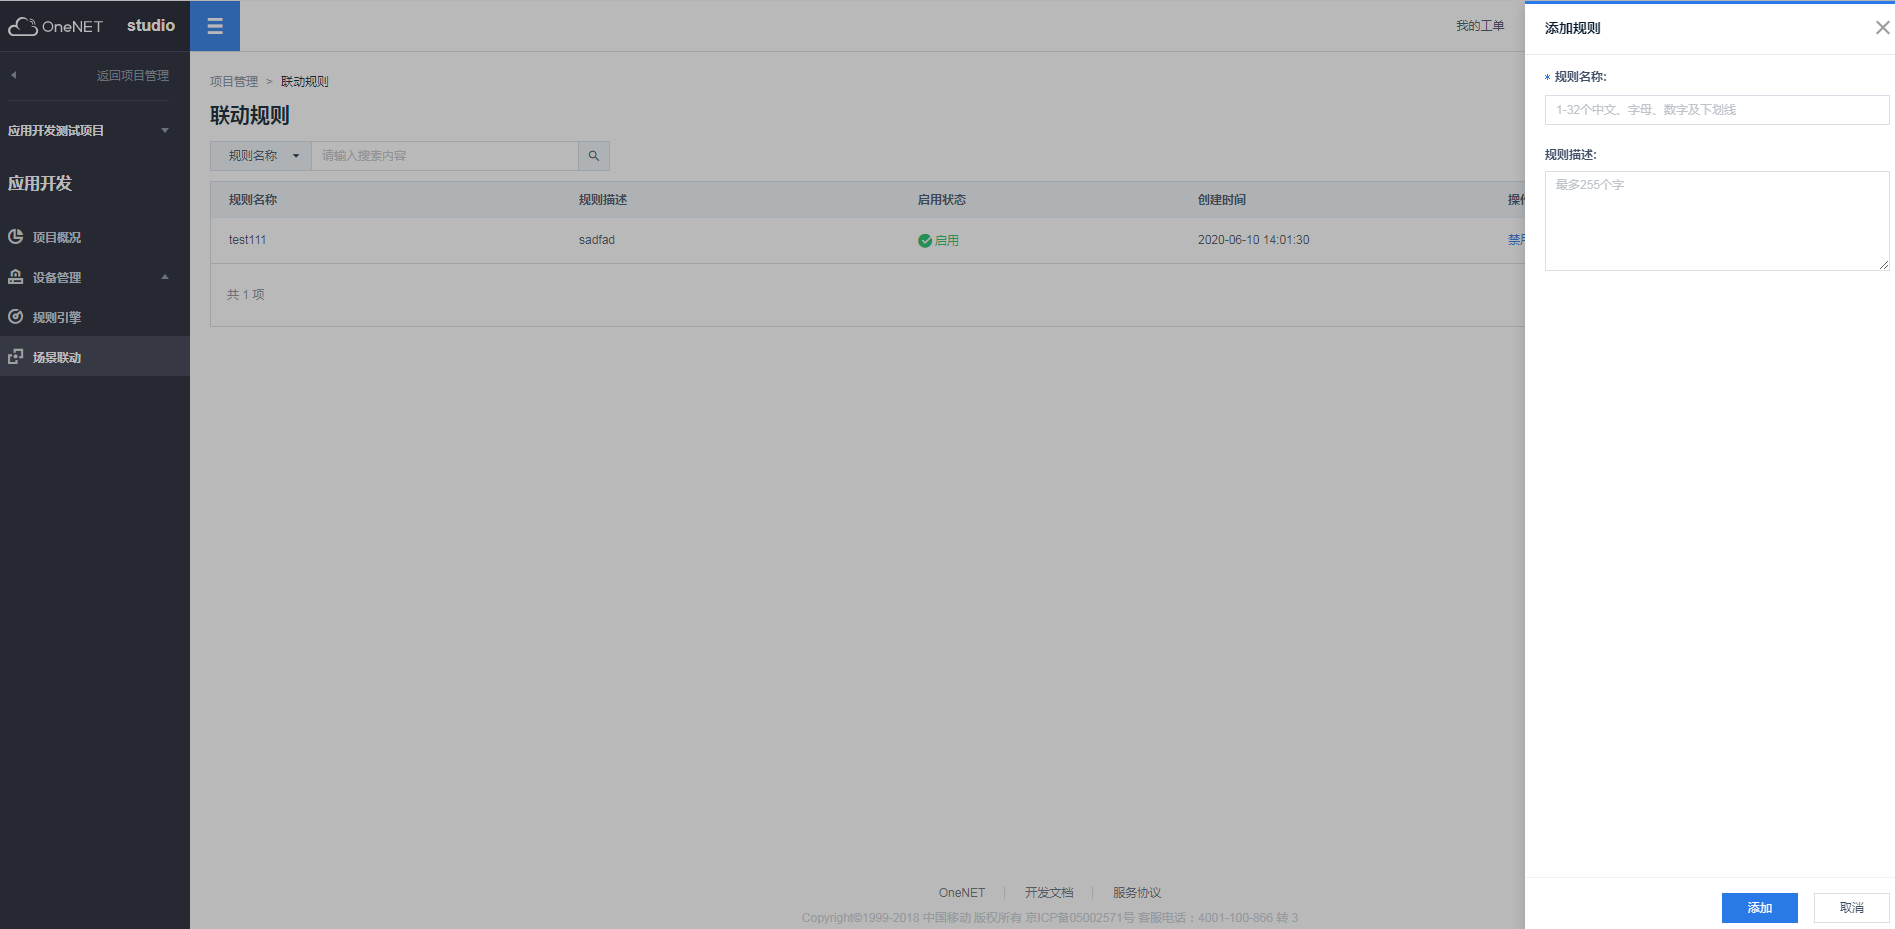 OneNET studio
我的工单
返回项目管理
应用开发测试项目
应用开发
项目概况
设备管理
规则引擎
场景联动
项目管理 > 联动规则
联动规则
规则名称 请输入搜索内容
规则名称 规则描述 启用状态 创建时间
test111 sadfad 启用 2020-06-10 14:01:30
共 1 项
OneNET 开发文档 服务协议
Copyright©1999-2018 中国移动 版权所有 京ICP备05002571号 客服电话：4001-100-866 转 3
添加规则
* 规则名称:
1-32个中文、字母、数字及下划线
规则描述:
最多255个字
添加 取消